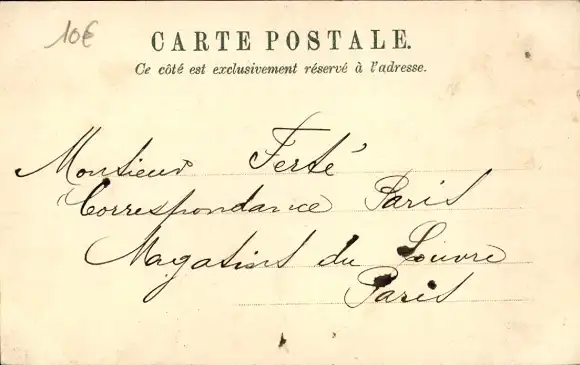 10€
CARTE POSTALE.
Ce côté est exclusivement réservé à l'adresse.
Monsieur Ferté
Correspondance Paris
Magasins du Louvre
Paris